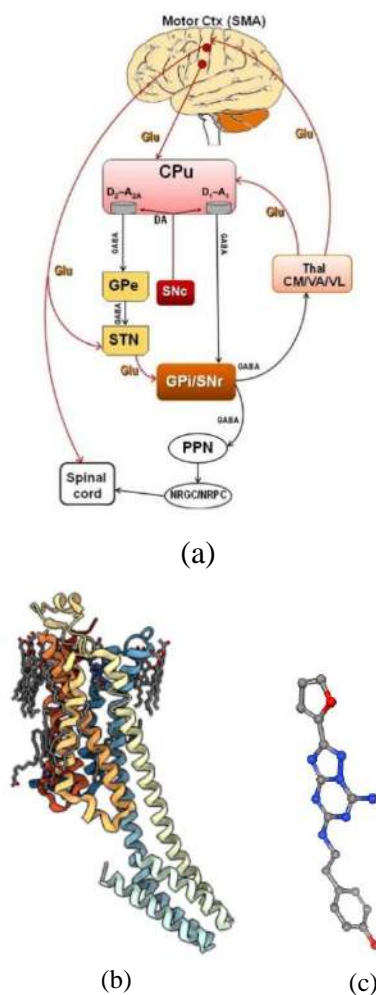 Motor Ctx (SMA)
Glu
Glu
CPu
D₂–A₂ₐ
D₁–A₁
DA
Glu
GABA
GABA
Thal
CM/VA/VL
GPe
SNc
Glu
GABA
STN
Glu
GPi/SNr
GABA
GABA
PPN
Spinal
cord
NRGC/NRPC
(a)
(b)
(c)